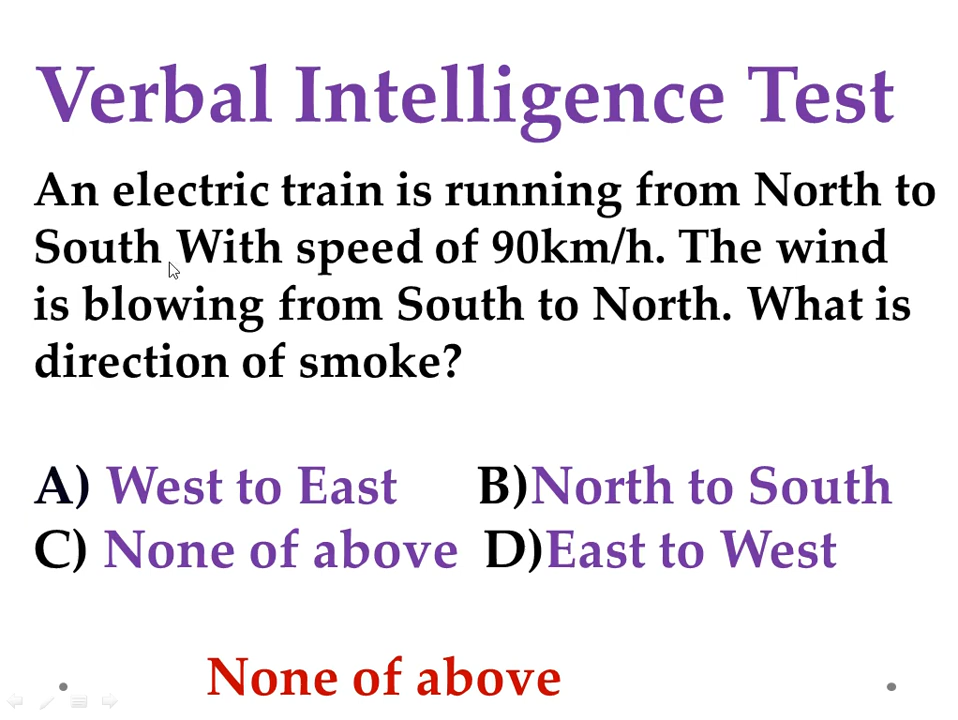 Verbal Intelligence Test
An electric train is running from North to
South With speed of 90km/h. The wind
is blowing from South to North. What is
direction of smoke?
A) West to East B)North to South
C) None of above D)East to West
None of above